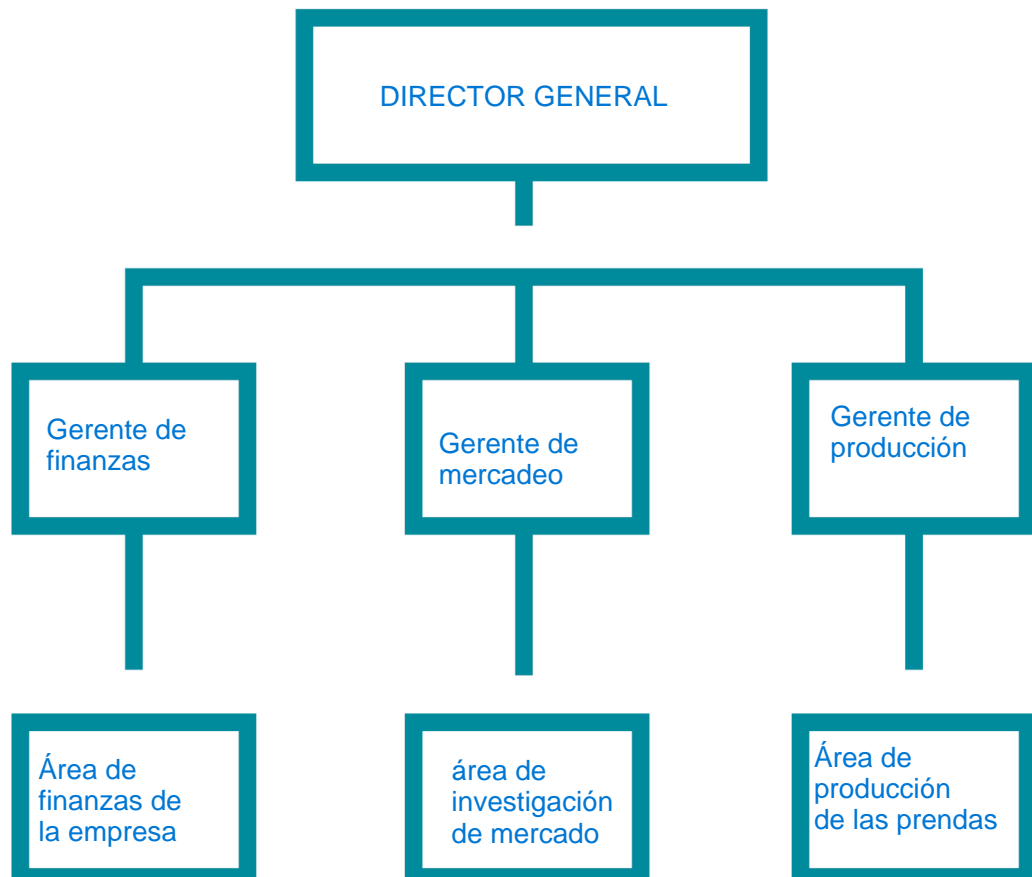 DIRECTOR GENERAL
Gerente de
finanzas
Gerente de
mercadeo
Gerente de
producción
Área de
finanzas de
la empresa
área de
investigación
de mercado
Área de
producción
de las prendas